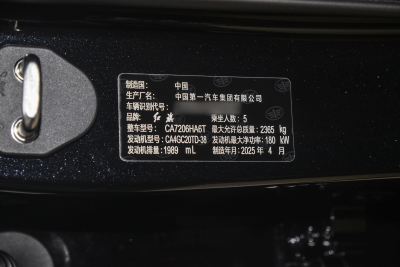 制造国: 中国
生产厂名: 中国第一汽车集团有限公司
车辆识别代号:
品牌: 红旗 乘坐人数: 5
整车型号: CA7206HA6T 最大允许总质量: 2365 kg
发动机型号: CA4GC20TD-38 发动机最大净功率: 180 kW
发动机排量: 1989 mL 制造年月: 2025 年 4 月